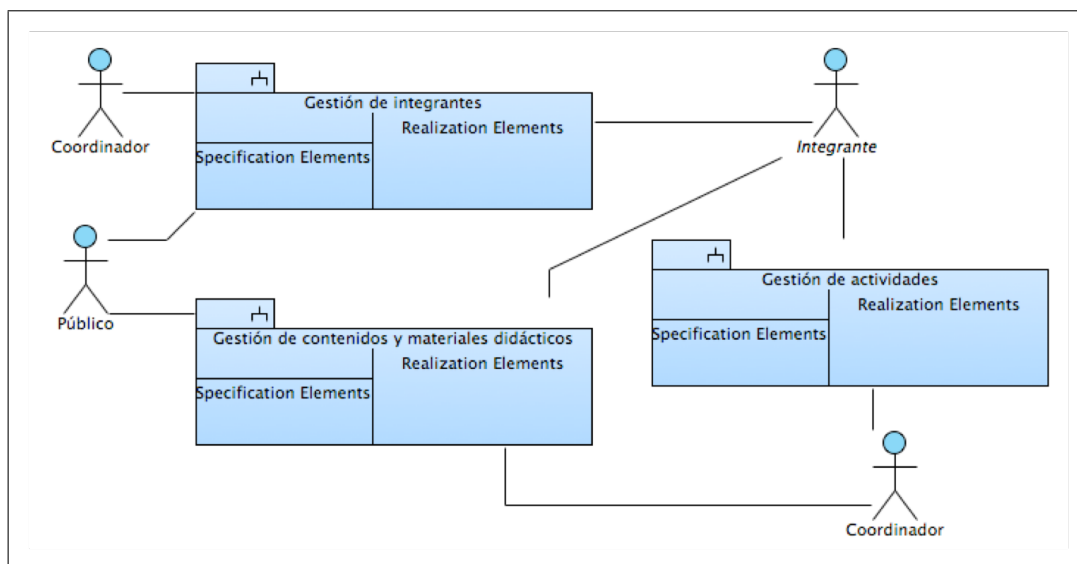 Coordinador
Gestión de integrantes
Realization Elements
Specification Elements
Integrante
Público
Gestión de actividades
Realization Elements
Specification Elements
Gestión de contenidos y materiales didácticos
Realization Elements
Specification Elements
Coordinador